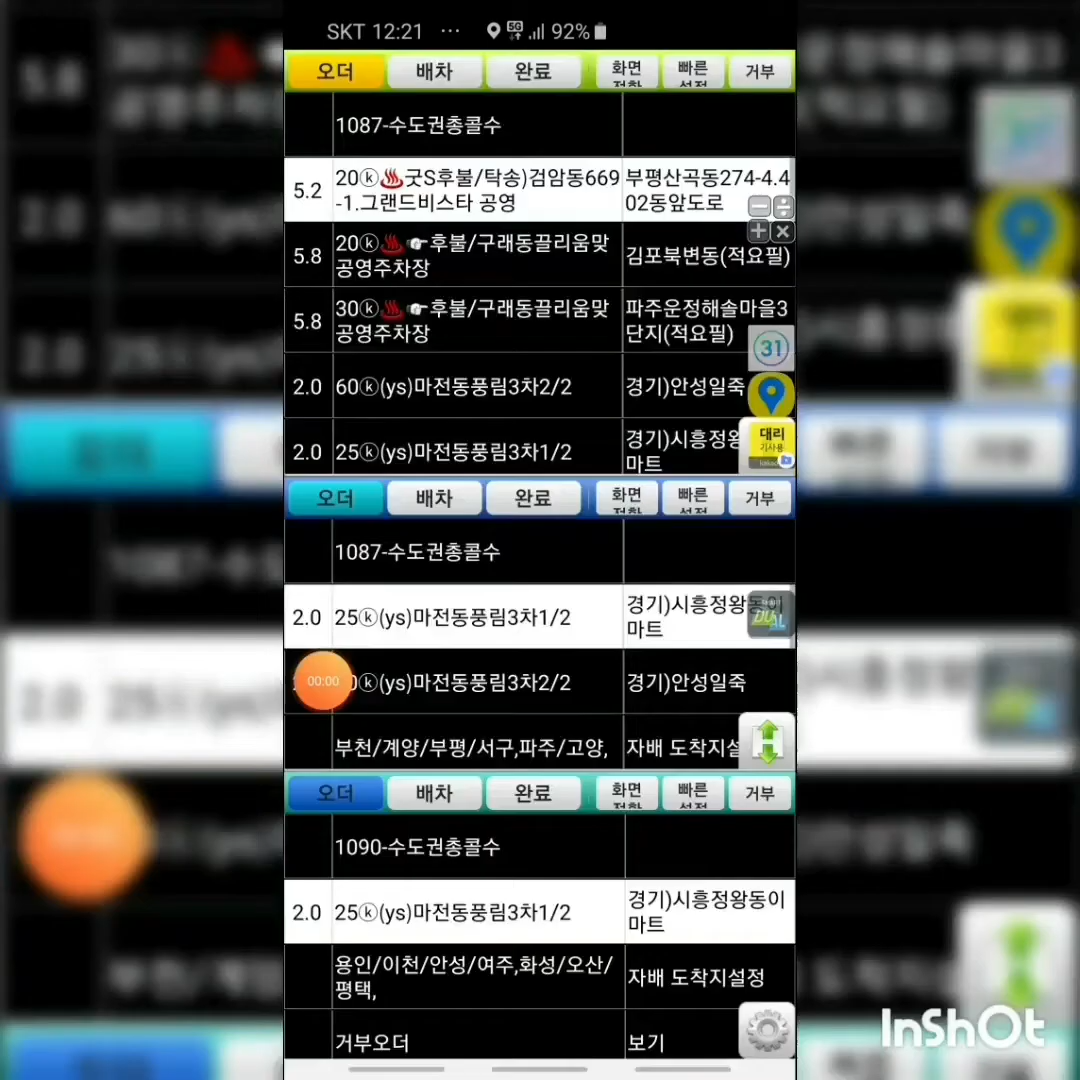 SKT 12:21 ··· 5G 92%
오더 배차 완료 화면 빠른 거부
1087-수도권총콜수
5.2 20ⓚ♨굿S후불/탁송)검암동669 부평산곡동274-4.4
-1.그랜드비스타 공영 02동앞도로
5.8 20ⓚ♨☞후불/구래동끌리움맞 김포북변동(적요필)
공영주차장
5.8 30ⓚ♨☞후불/구래동끌리움맞 파주운정해솔마을3
공영주차장 단지(적요필)
31
2.0 60ⓚ(ys)마전동풍림3차2/2 경기)안성일죽
2.0 25ⓚ(ys)마전동풍림3차1/2 경기)시흥정왕
마트
대리
기사용
오더 배차 완료 화면 빠른 거부
1087-수도권총콜수
2.0 25ⓚ(ys)마전동풍림3차1/2 경기)시흥정왕동이
마트
DUAL
00:00 0ⓚ(ys)마전동풍림3차2/2 경기)안성일죽
부천/계양/부평/서구,파주/고양, 자배 도착지설
오더 배차 완료 화면 빠른 거부
1090-수도권총콜수
2.0 25ⓚ(ys)마전동풍림3차1/2 경기)시흥정왕동이
마트
용인/이천/안성/여주,화성/오산/ 자배 도착지설정
평택,
거부오더 보기
InShOt